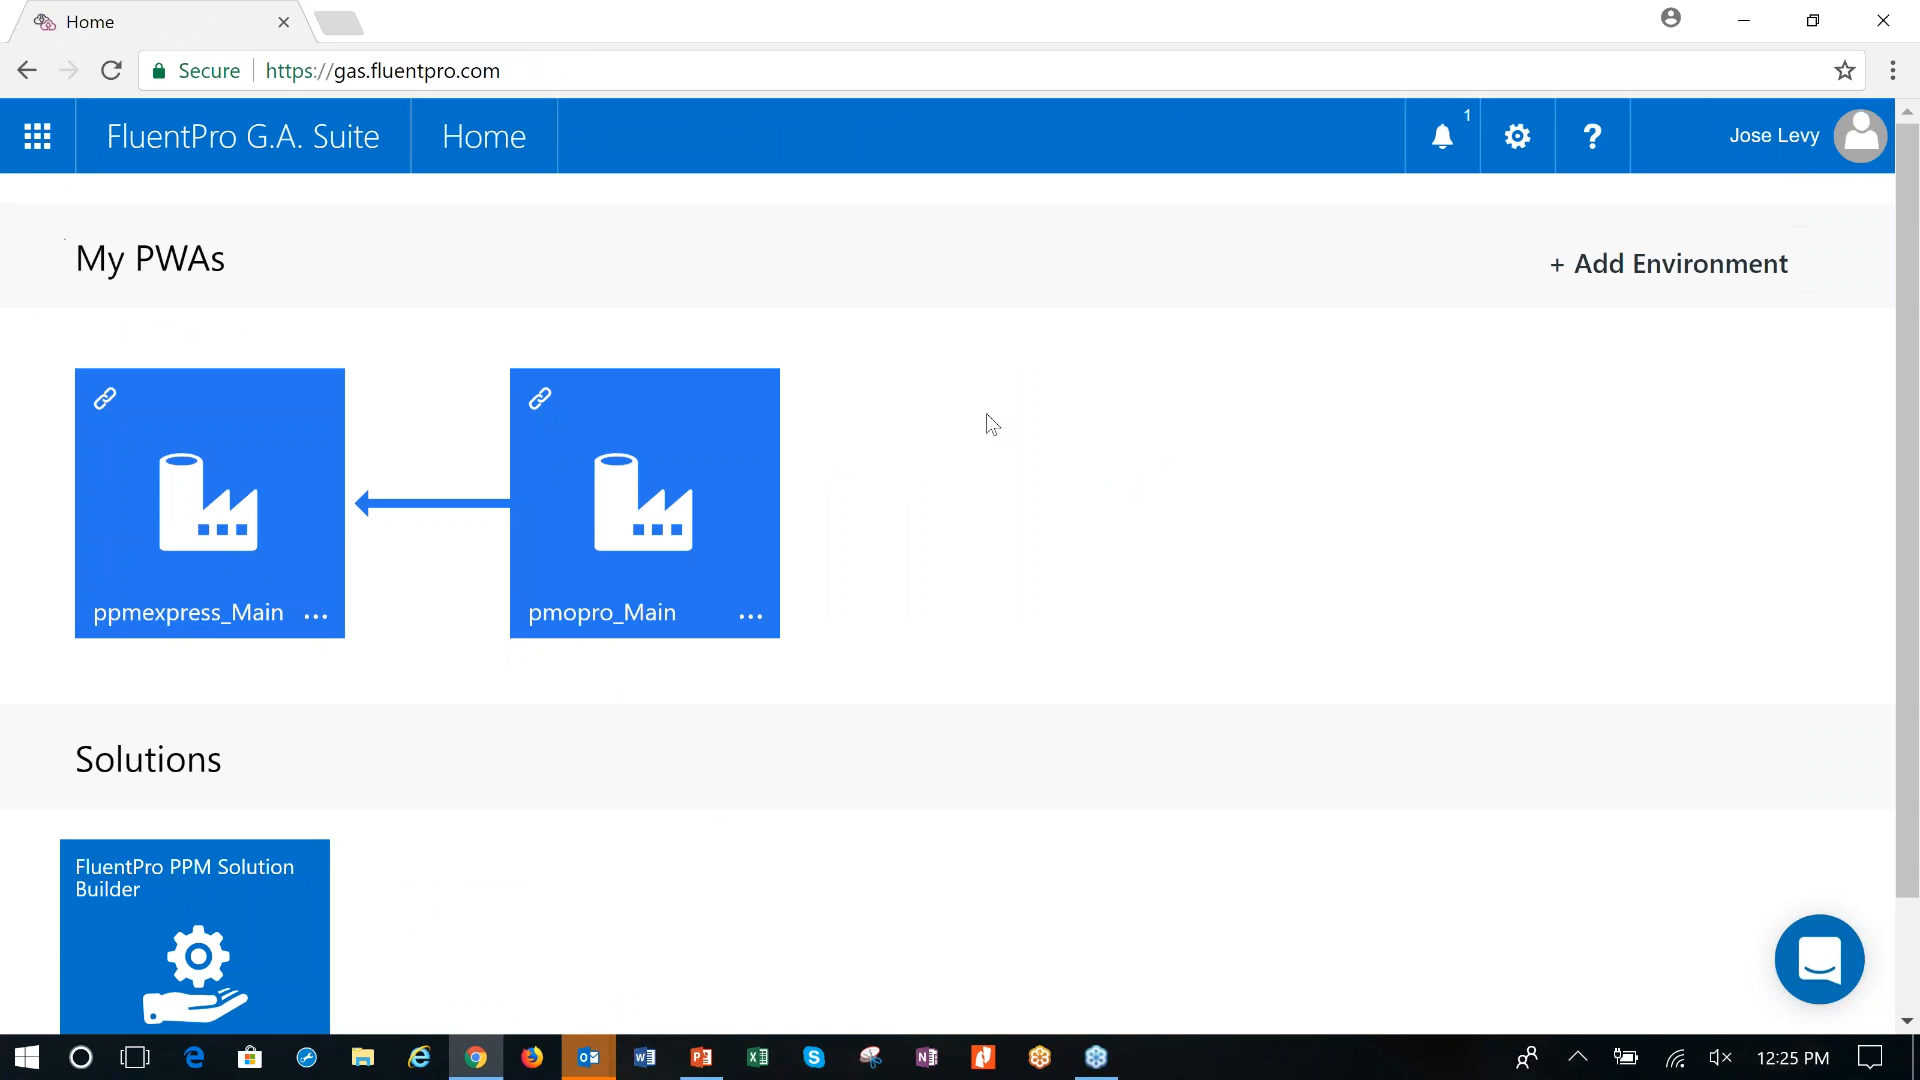 Home
Secure
https://gas.fluentpro.com
FluentPro G.A. Suite
Home
1
?
Jose Levy
My PWAs
+ Add Environment
ppmexpress_Main ...
pmopro_Main ...
Solutions
FluentPro PPM Solution
Builder
12:25 PM